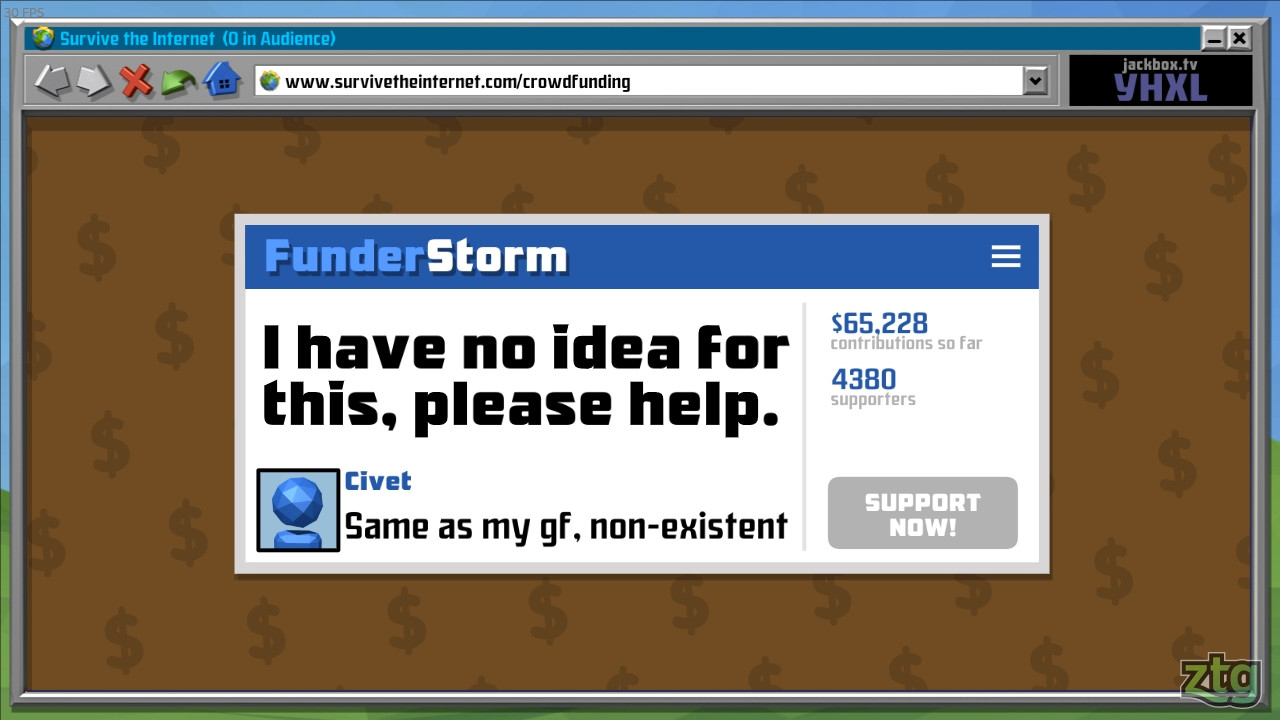 30 FPS
Survive the Internet (0 in Audience)
www.survivetheinternet.com/crowdfunding
jackbox.tv
YHXL
FunderStorm
I have no idea for
this, please help.
Civet
Same as my gf, non-existent
$65,228
contributions so far
4380
supporters
SUPPORT
NOW!
ztg